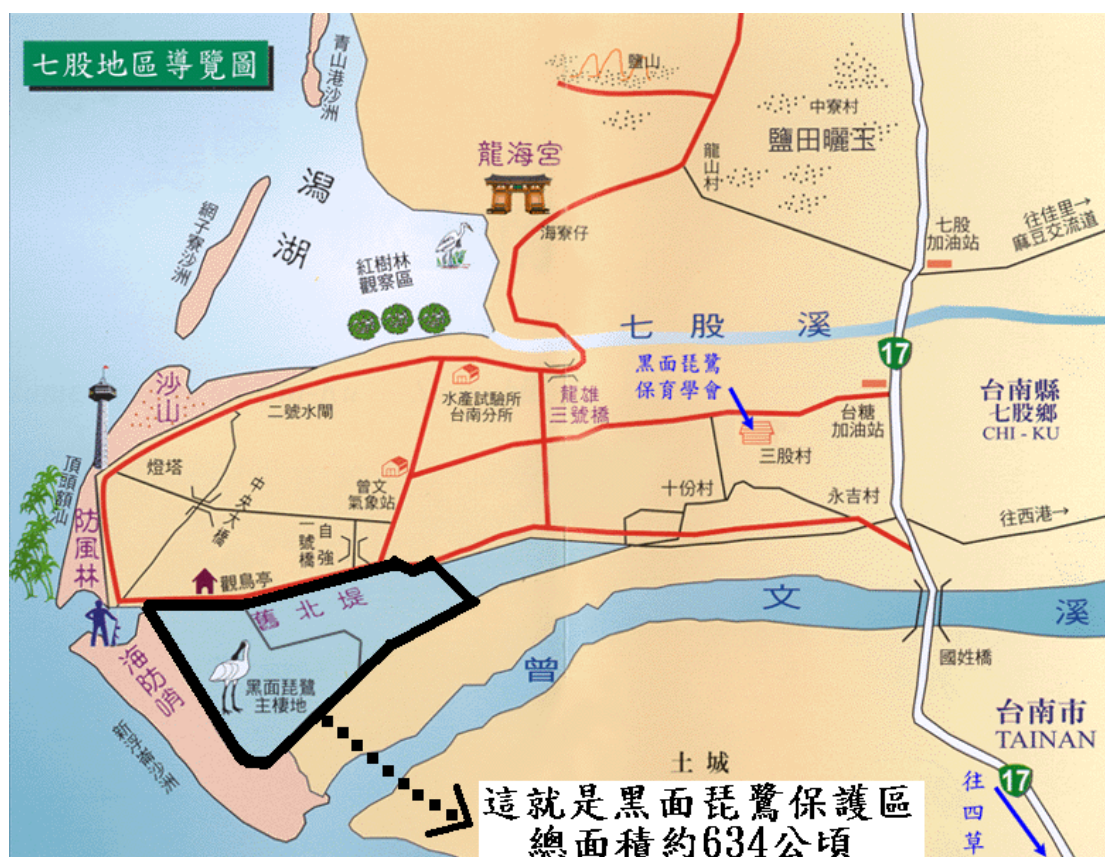 七股地區導覽圖
青山港沙洲
鹽山
中寮村
鹽田曬玉
龍海宮
龍山村
潟湖
網子寮沙洲
海寮仔
七股
加油站
往佳里→
麻豆交流道
紅樹林
觀察區
七股溪
17
黑面琵鷺
保育學會
台南縣
七股鄉
CHI - KU
沙山
二號水閘
水產試驗所
台南分所
龍雄
三號橋
台糖
加油站
三股村
頂頭額山
燈塔
中央大橋
曾文
氣象站
十份村
永吉村
往西港→
防風林
自強
一號橋
觀鳥亭
舊北堤
曾文溪
海防哨
黑面琵鷺
主棲地
國姓橋
台南市
TAINAN
土城
17
往四草
這就是黑面琵鷺保護區
總面積約634公頃